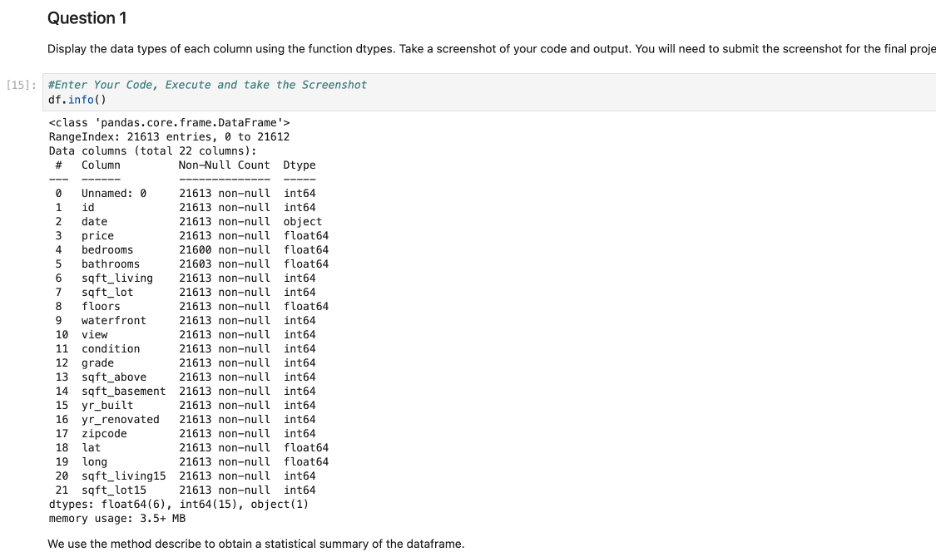 Question 1
Display the data types of each column using the function dtypes. Take a screenshot of your code and output. You will need to submit the screenshot for the final proje
[15]: #Enter Your Code, Execute and take the Screenshot
df.info()
<class 'pandas.core.frame.DataFrame'>
RangeIndex: 21613 entries, 0 to 21612
Data columns (total 22 columns):
# Column Non-Null Count Dtype
--- ------ -------------- -----
0 Unnamed: 0 21613 non-null int64
1 id 21613 non-null int64
2 date 21613 non-null object
3 price 21613 non-null float64
4 bedrooms 21600 non-null float64
5 bathrooms 21603 non-null float64
6 sqft_living 21613 non-null int64
7 sqft_lot 21613 non-null int64
8 floors 21613 non-null float64
9 waterfront 21613 non-null int64
10 view 21613 non-null int64
11 condition 21613 non-null int64
12 grade 21613 non-null int64
13 sqft_above 21613 non-null int64
14 sqft_basement 21613 non-null int64
15 yr_built 21613 non-null int64
16 yr_renovated 21613 non-null int64
17 zipcode 21613 non-null int64
18 lat 21613 non-null float64
19 long 21613 non-null float64
20 sqft_living15 21613 non-null int64
21 sqft_lot15 21613 non-null int64
dtypes: float64(6), int64(15), object(1)
memory usage: 3.5+ MB
We use the method describe to obtain a statistical summary of the dataframe.